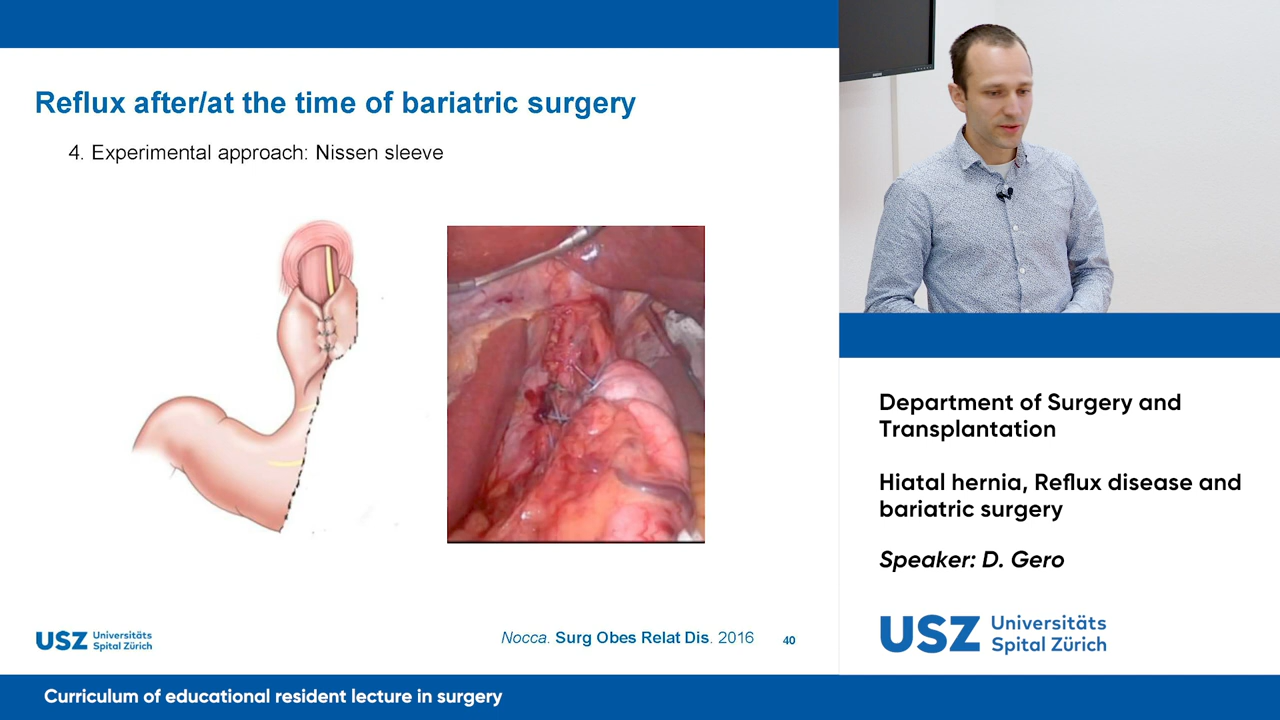 Reflux after/at the time of bariatric surgery
4. Experimental approach: Nissen sleeve
Nocca. Surg Obes Relat Dis. 2016
40
USZ Universitäts
Spital Zürich
Department of Surgery and
Transplantation
Hiatal hernia, Reflux disease and
bariatric surgery
Speaker: D. Gero
USZ Universitäts
Spital Zürich
Curriculum of educational resident lecture in surgery